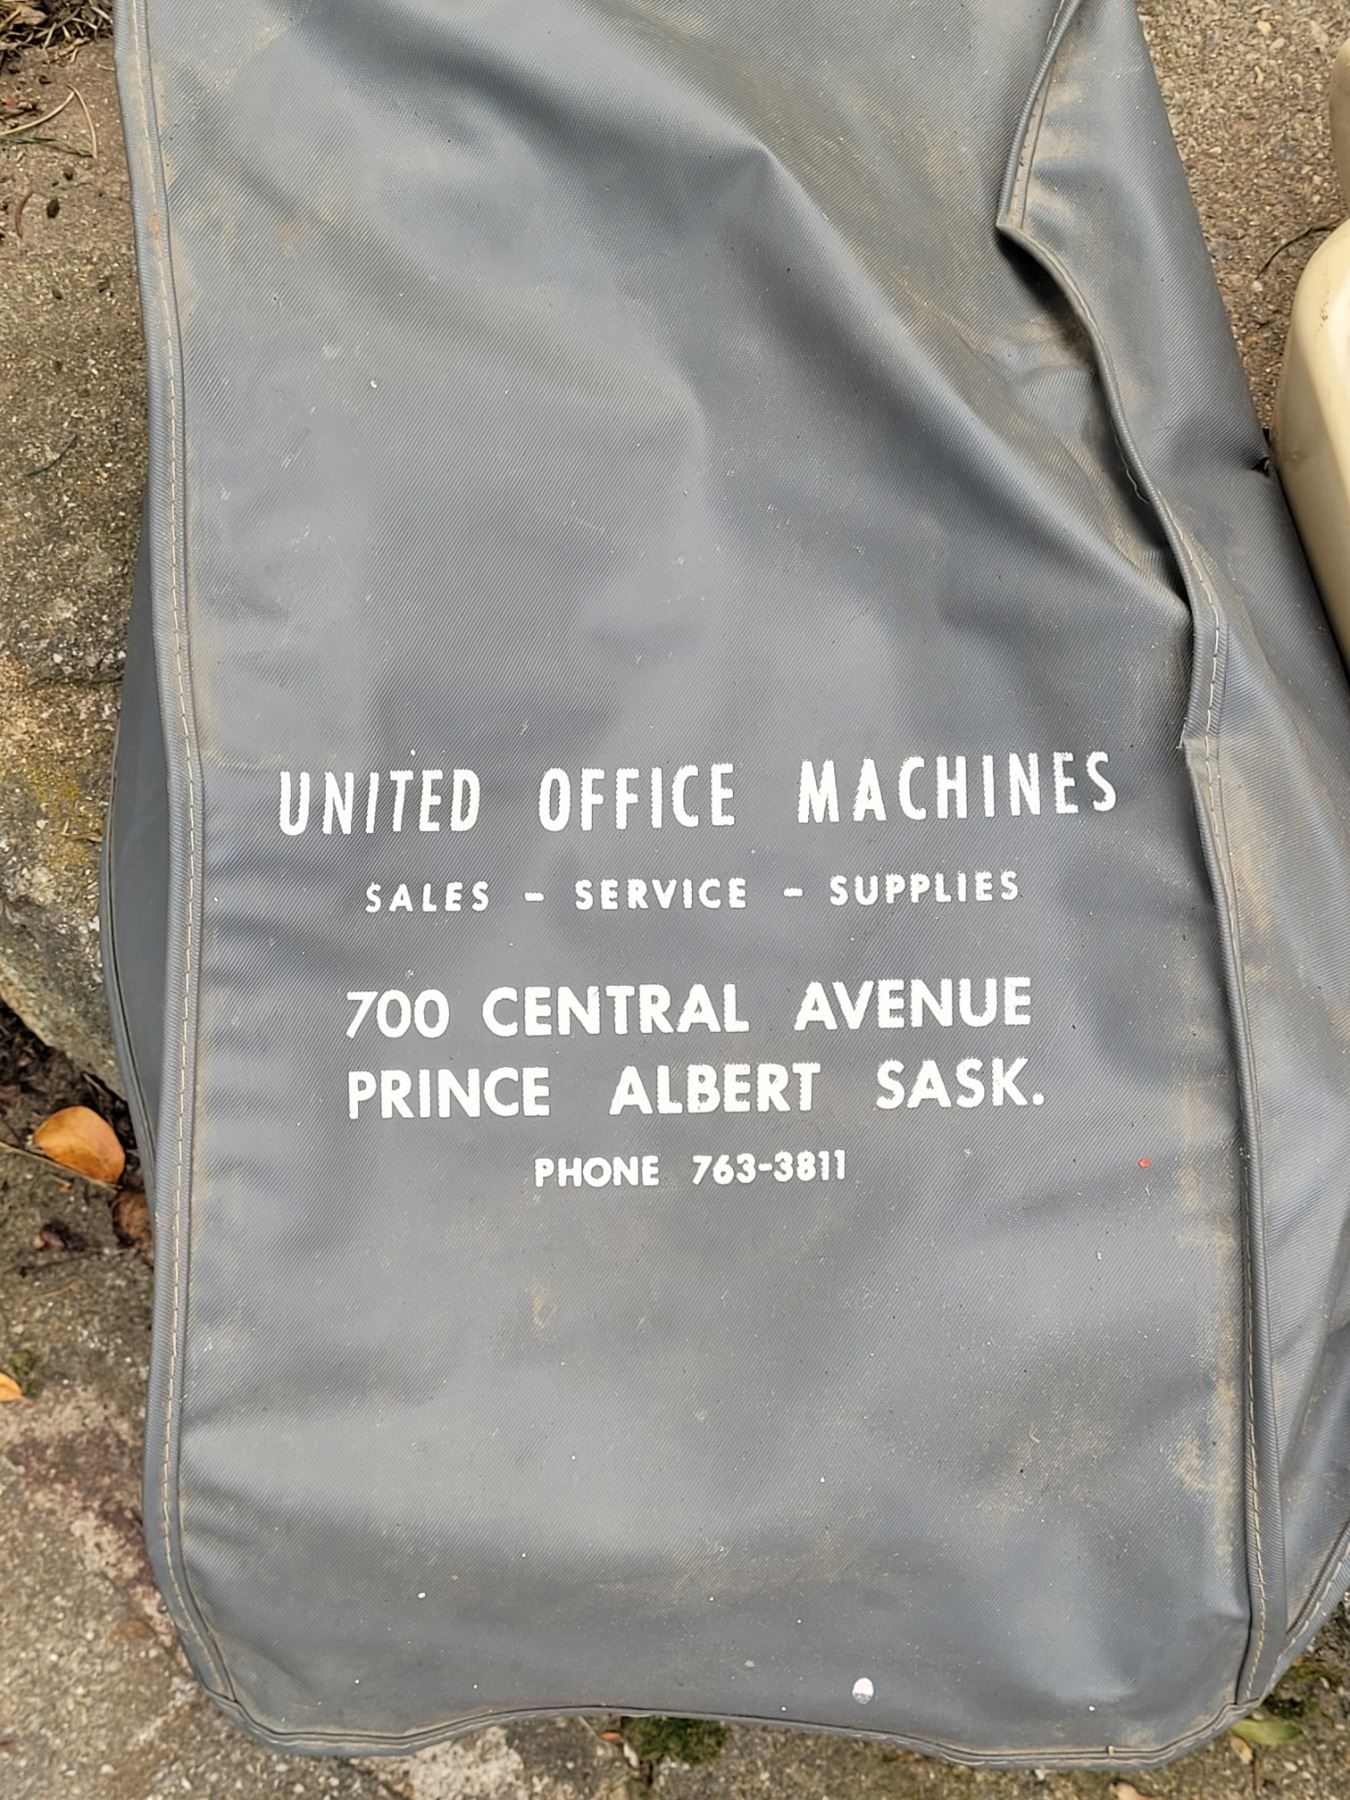 UNITED OFFICE MACHINES
SALES - SERVICE - SUPPLIES
700 CENTRAL AVENUE
PRINCE ALBERT SASK.
PHONE 763-3811